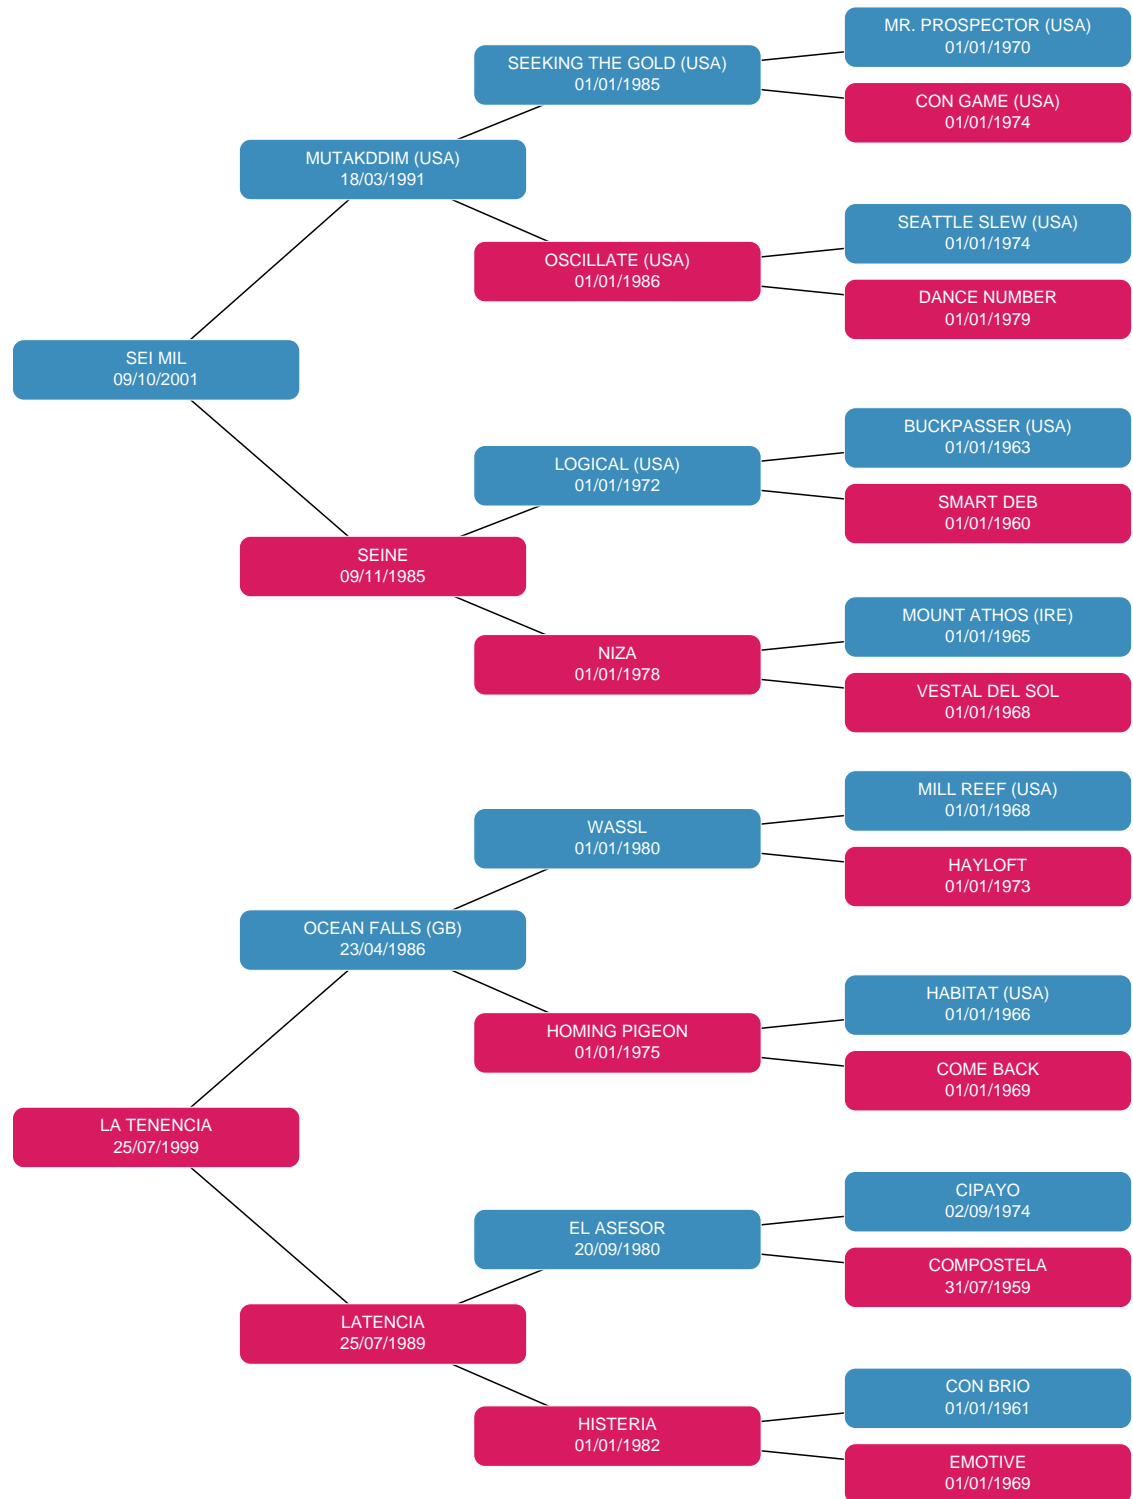 MR. PROSPECTOR (USA)
01/01/1970
SEEKING THE GOLD (USA)
01/01/1985
CON GAME (USA)
01/01/1974
MUTAKDDIM (USA)
18/03/1991
SEATTLE SLEW (USA)
01/01/1974
OSCILLATE (USA)
01/01/1986
DANCE NUMBER
01/01/1979
SEI MIL
09/10/2001
BUCKPASSER (USA)
01/01/1963
LOGICAL (USA)
01/01/1972
SMART DEB
01/01/1960
SEINE
09/11/1985
MOUNT ATHOS (IRE)
01/01/1965
NIZA
01/01/1978
VESTAL DEL SOL
01/01/1968
MILL REEF (USA)
01/01/1968
WASSL
01/01/1980
HAYLOFT
01/01/1973
OCEAN FALLS (GB)
23/04/1986
HABITAT (USA)
01/01/1966
HOMING PIGEON
01/01/1975
COME BACK
01/01/1969
LA TENENCIA
25/07/1999
CIPAYO
02/09/1974
EL ASESOR
20/09/1980
COMPOSTELA
31/07/1959
LATENCIA
25/07/1989
CON BRIO
01/01/1961
HISTERIA
01/01/1982
EMOTIVE
01/01/1969